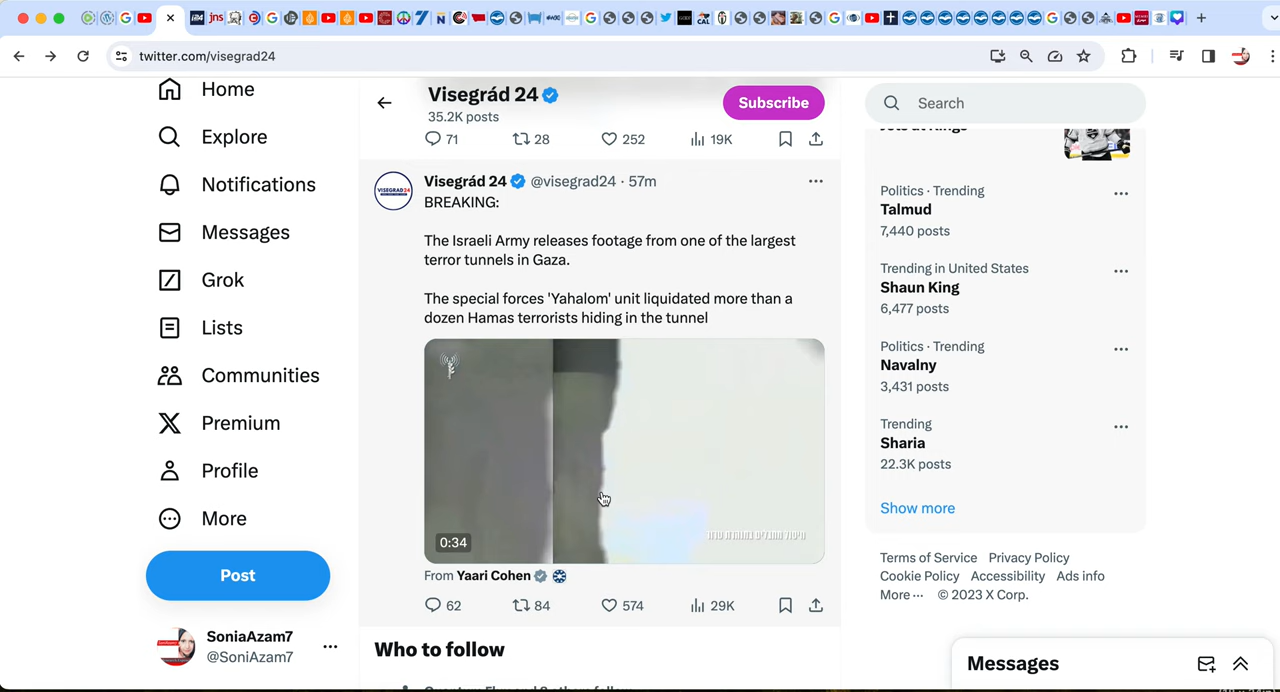 twitter.com/visegrad24
Home
Explore
Notifications
Messages
Grok
Lists
Communities
Premium
Profile
More
Post
SoniaAzam7
@SoniAzam7
Visegrád 24
35.2K posts
Subscribe
71 28 252 19K
VISEGRAD24
Visegrád 24 @visegrad24 · 57m
BREAKING:
The Israeli Army releases footage from one of the largest
terror tunnels in Gaza.
The special forces 'Yahalom' unit liquidated more than a
dozen Hamas terrorists hiding in the tunnel
0:34
From Yaari Cohen
62 84 574 29K
Who to follow
Search
Politics · Trending
Talmud
7,440 posts
Trending in United States
Shaun King
6,477 posts
Politics · Trending
Navalny
3,431 posts
Trending
Sharia
22.3K posts
Show more
Terms of Service Privacy Policy
Cookie Policy Accessibility Ads info
More ··· © 2023 X Corp.
Messages